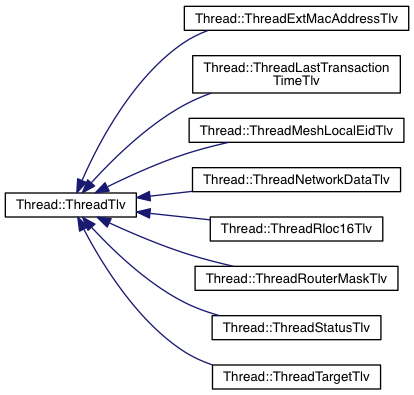 Thread::ThreadExtMacAddressTlv
Thread::ThreadLastTransaction
TimeTlv
Thread::ThreadMeshLocalEidTlv
Thread::ThreadNetworkDataTlv
Thread::ThreadTlv
Thread::ThreadRloc16Tlv
Thread::ThreadRouterMaskTlv
Thread::ThreadStatusTlv
Thread::ThreadTargetTlv